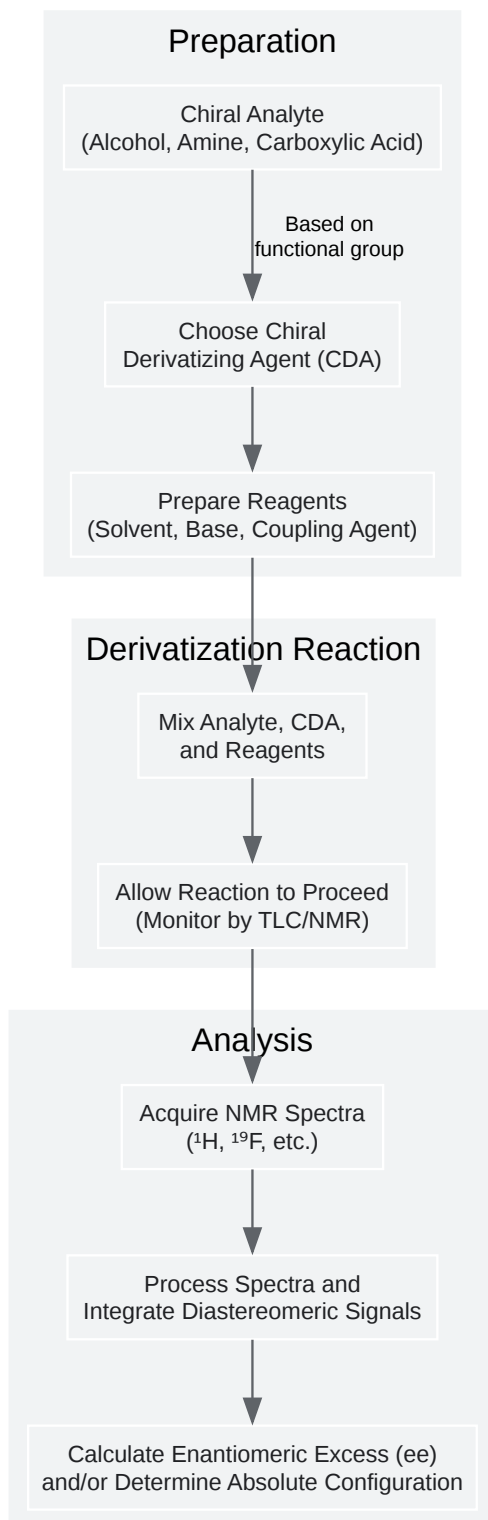 Preparation
Chiral Analyte
(Alcohol, Amine, Carboxylic Acid)
Based on
functional group
Choose Chiral
Derivatizing Agent (CDA)
Prepare Reagents
(Solvent, Base, Coupling Agent)
Derivatization Reaction
Mix Analyte, CDA,
and Reagents
Allow Reaction to Proceed
(Monitor by TLC/NMR)
Analysis
Acquire NMR Spectra
(¹H, ¹⁹F, etc.)
Process Spectra and
Integrate Diastereomeric Signals
Calculate Enantiomeric Excess (ee)
and/or Determine Absolute Configuration